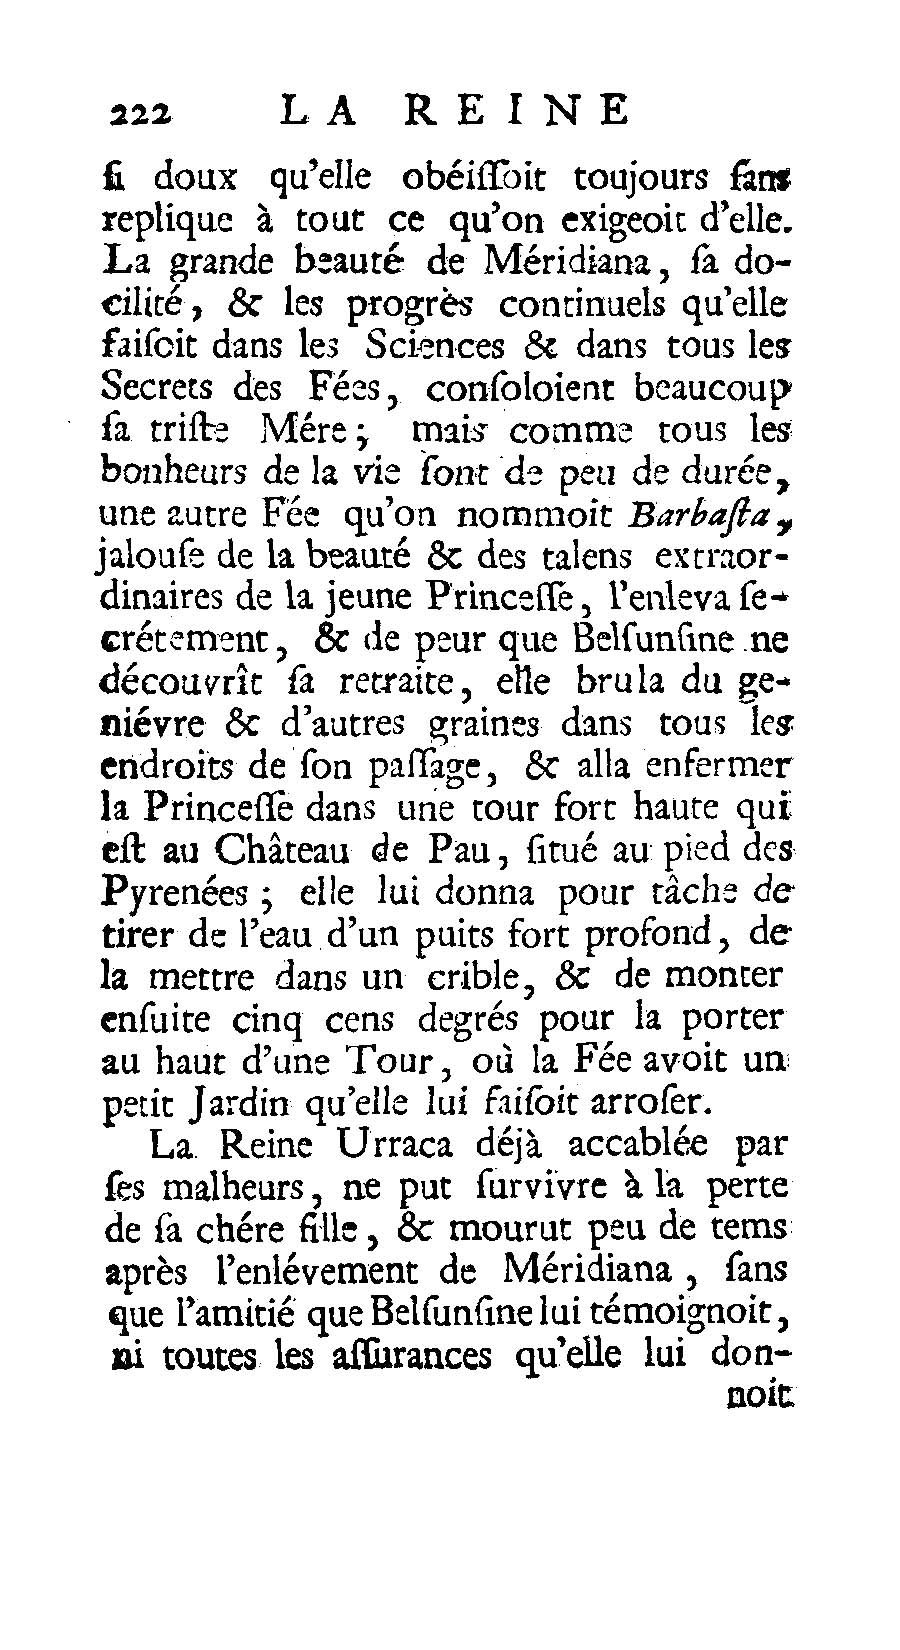 222 LA REINE
ſi doux qu’elle obéiſſoit toujours ſans
replique à tout ce qu’on exigeoit d’elle.
La grande beauté de Méridiana, ſa do-
cilité, & les progrès continuels qu’elle
faiſoit dans les Sciences & dans tous les
Secrets des Fées, conſoloient beaucoup
ſa triſte Mére; mais comme tous les
bonheurs de la vie ſont de peu de durée,
une autre Fée qu’on nommoit Barbaſta,
jalouſe de la beauté & des talens extraor-
dinaires de la jeune Princeſſe, l’enleva ſe-
crétement, & de peur que Belſunſine ne
découvrît ſa retraite, elle brula du ge-
niévre & d’autres graines dans tous les
endroits de ſon paſſage, & alla enfermer
la Princeſſe dans une tour fort haute qui
eſt au Château de Pau, ſitué au pied des
Pyrenées; elle lui donna pour tâche de
tirer de l’eau d’un puits fort profond, de
la mettre dans un crible, & de monter
enſuite cinq cens degrés pour la porter
au haut d’une Tour, où la Fée avoit un
petit Jardin qu’elle lui faiſoit arroſer.
La Reine Urraca déjà accablée par
ſes malheurs, ne put ſurvivre à la perte
de ſa chére fille, & mourut peu de tems
après l’enlévement de Méridiana, ſans
que l’amitié que Belſunſine lui témoignoit,
ni toutes les aſſurances qu’elle lui don-
noit